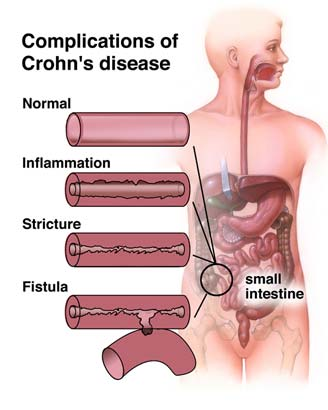 Complications of
Crohn's disease
Normal
Inflammation
Stricture
Fistula
small
intestine